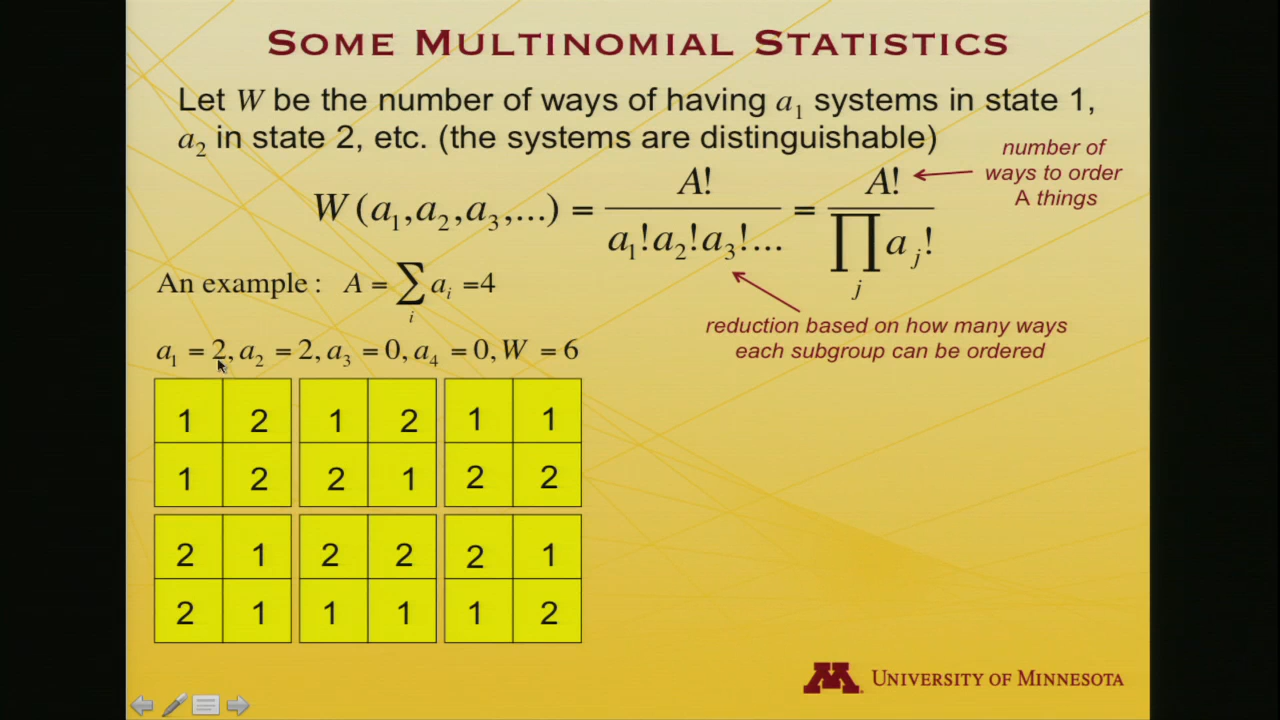 SOME MULTINOMIAL STATISTICS
Let W be the number of ways of having a₁ systems in state 1,
a₂ in state 2, etc. (the systems are distinguishable)
number of
ways to order
A things
W(a₁,a₂,a₃,...) = A! / a₁!a₂!a₃!... = A! / ∏_j a_j!
An example : A = ∑_i a_i =4
reduction based on how many ways
each subgroup can be ordered
a₁ = 2, a₂ = 2, a₃ = 0, a₄ = 0, W = 6
1 2 1 2 1 1
1 2 2 1 2 2
2 1 2 2 2 1
2 1 1 1 1 2
M UNIVERSITY OF MINNESOTA